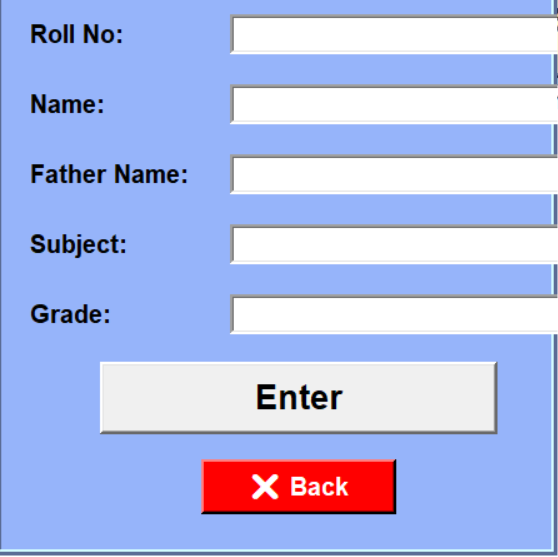 Roll No:
Name:
Father Name:
Subject:
Grade:
Enter
Back